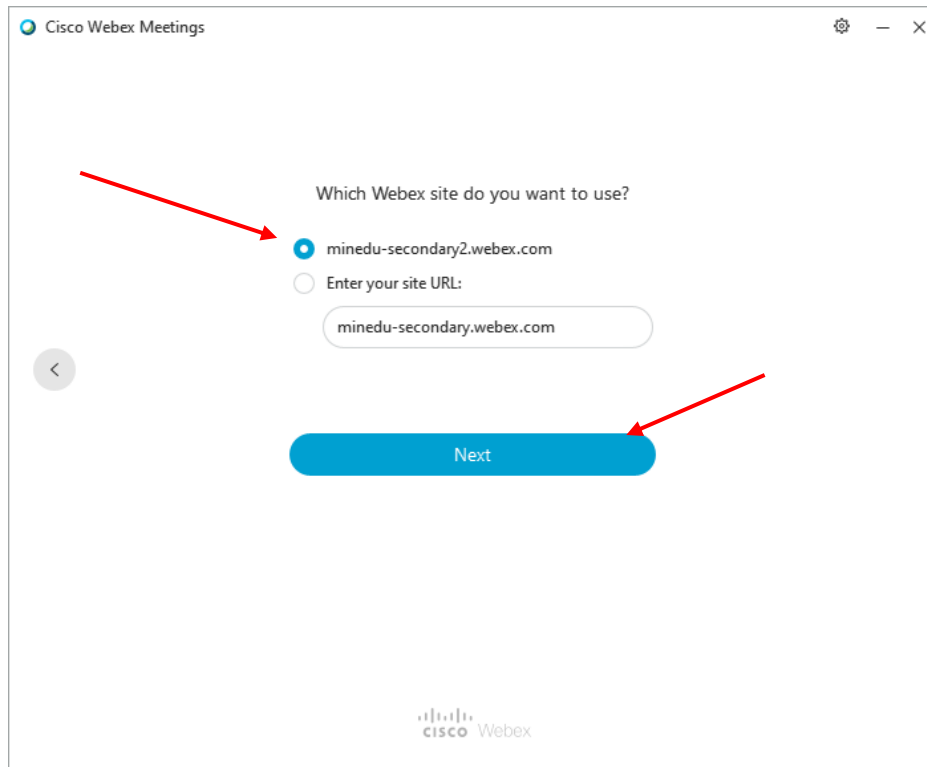 Cisco Webex Meetings
Which Webex site do you want to use?
minedu-secondary2.webex.com
Enter your site URL:
minedu-secondary.webex.com
Next
CISCO Webex